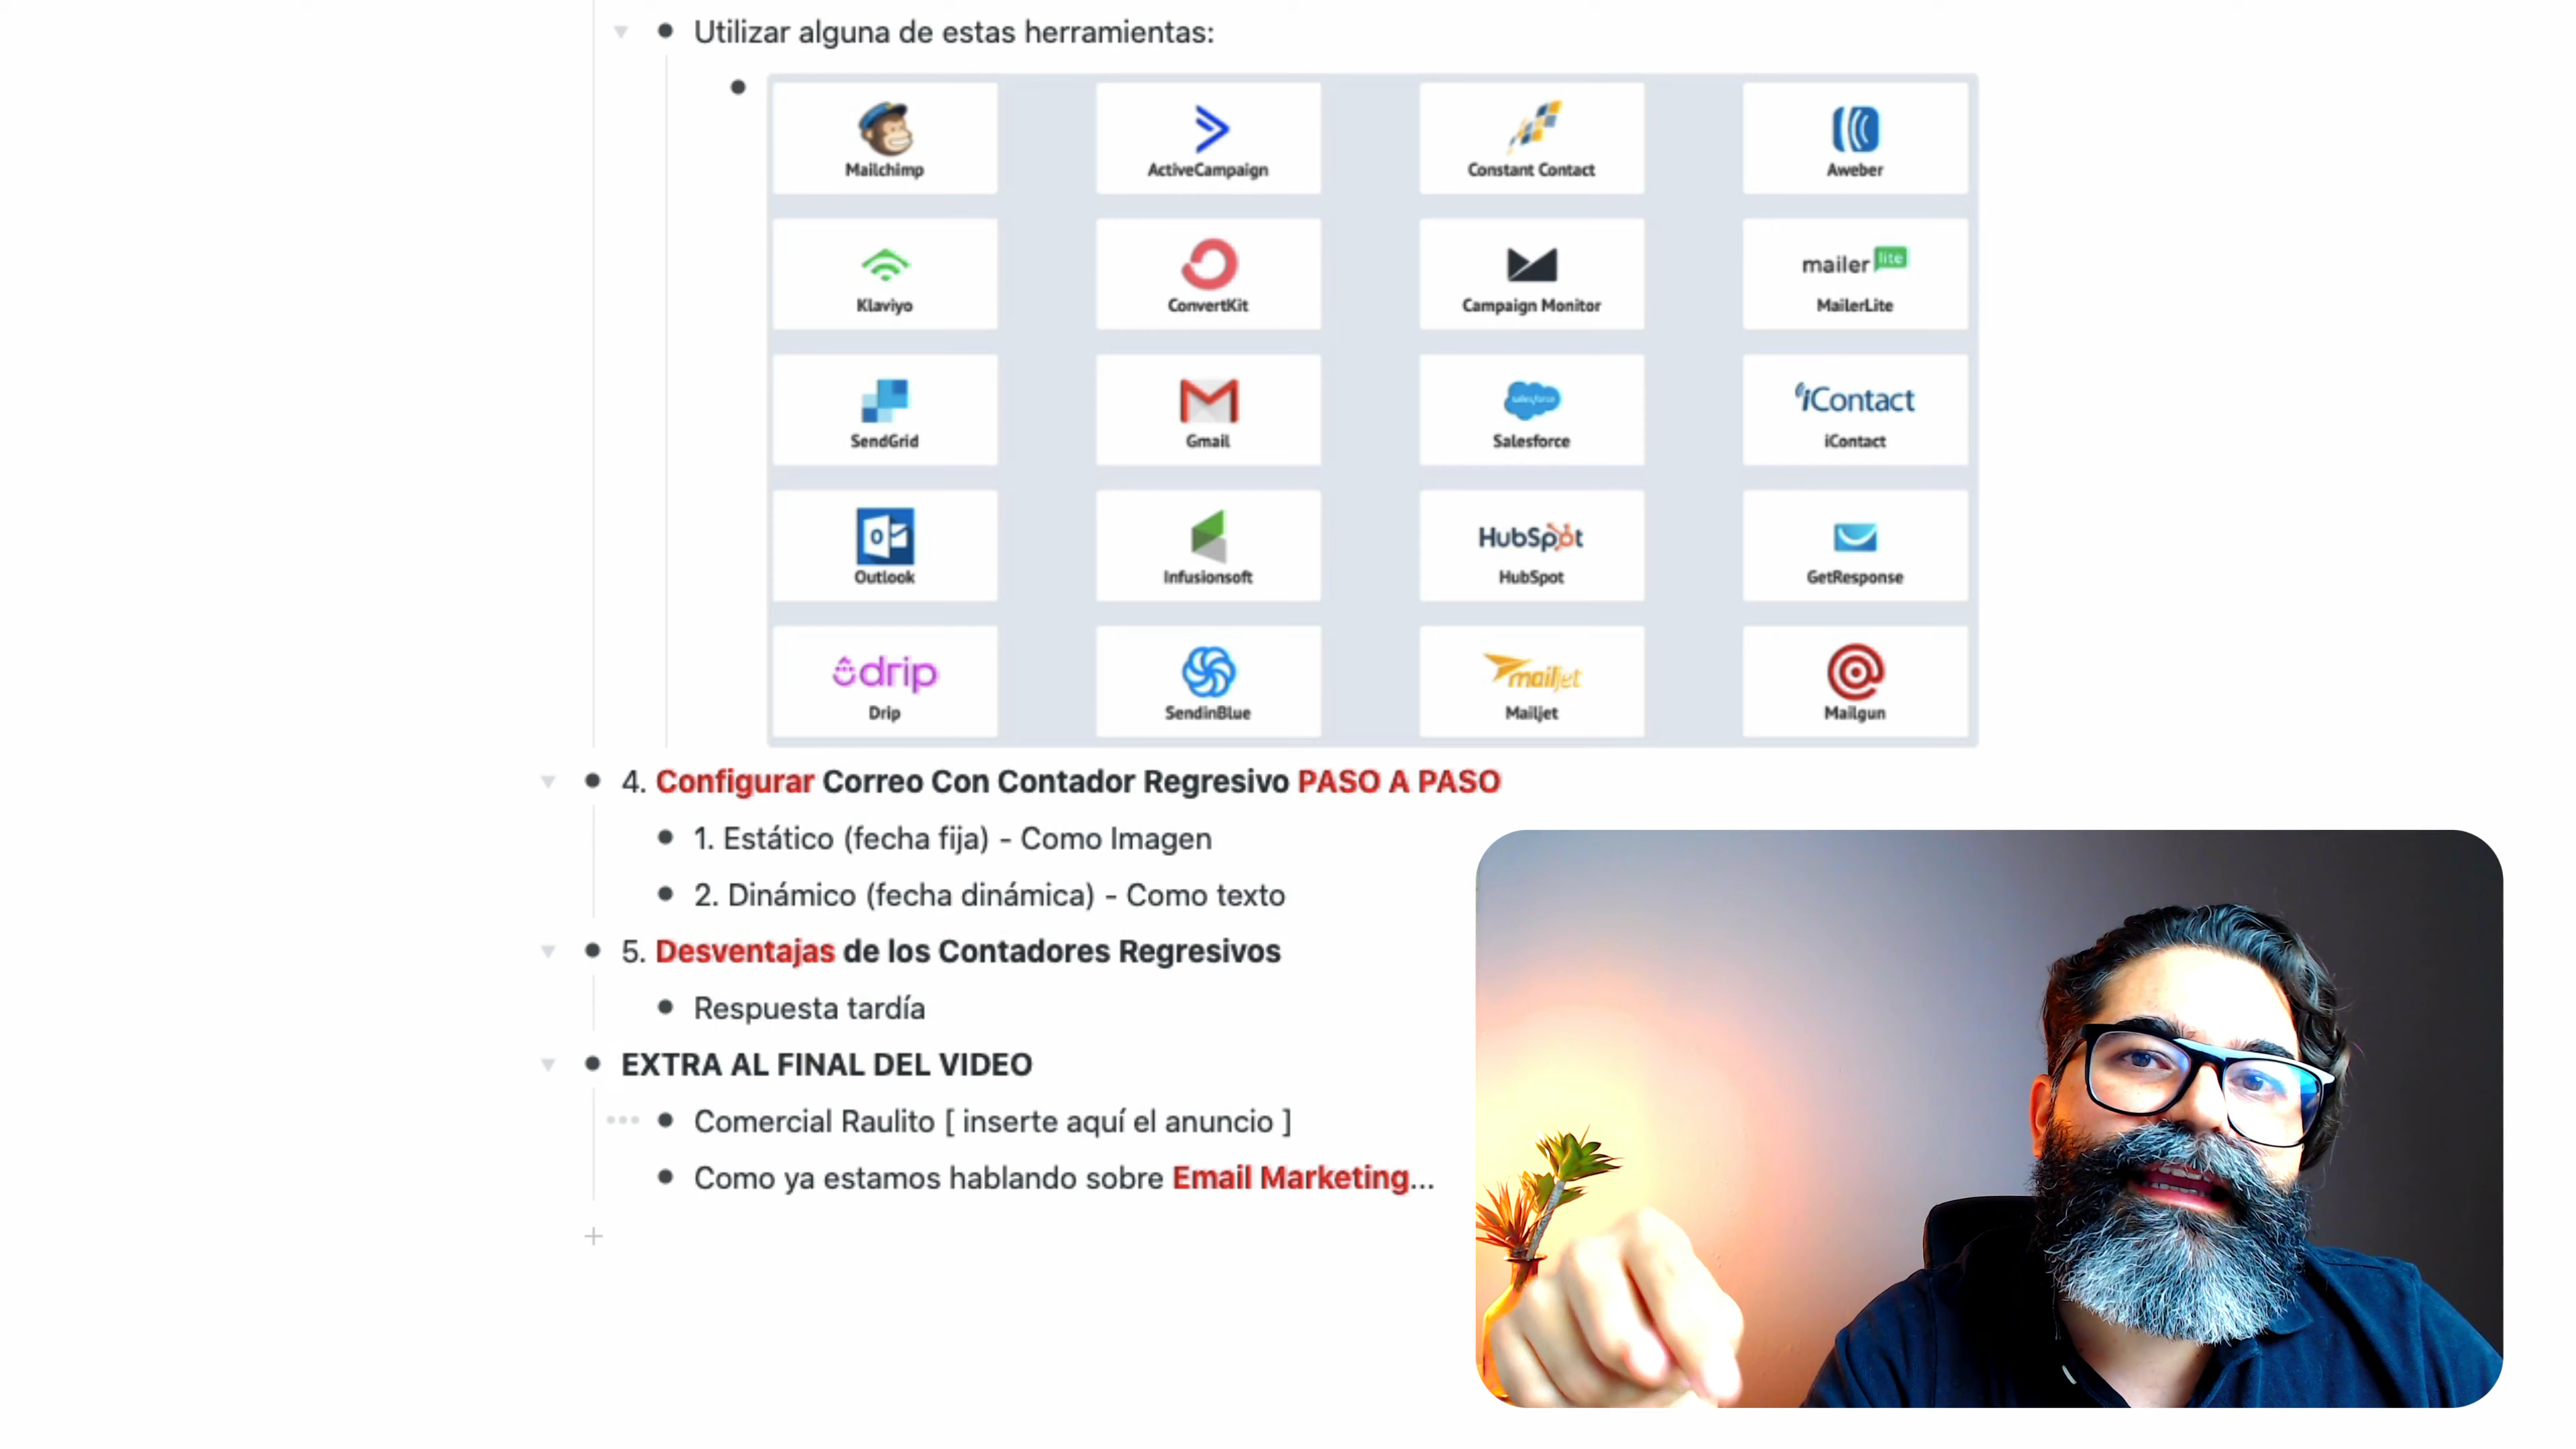 Utilizar alguna de estas herramientas:
Mailchimp
ActiveCampaign
Constant Contact
Aweber
Klaviyo
ConvertKit
Campaign Monitor
mailer lite
MailerLite
SendGrid
Gmail
salesforce
Salesforce
iContact
iContact
Outlook
Infusionsoft
HubSpot
HubSpot
GetResponse
drip
Drip
SendinBlue
mailjet
Mailjet
Mailgun
4. Configurar Correo Con Contador Regresivo PASO A PASO
1. Estático (fecha fija) - Como Imagen
2. Dinámico (fecha dinámica) - Como texto
5. Desventajas de los Contadores Regresivos
Respuesta tardía
EXTRA AL FINAL DEL VIDEO
Comercial Raulito [ inserte aquí el anuncio ]
Como ya estamos hablando sobre Email Marketing...